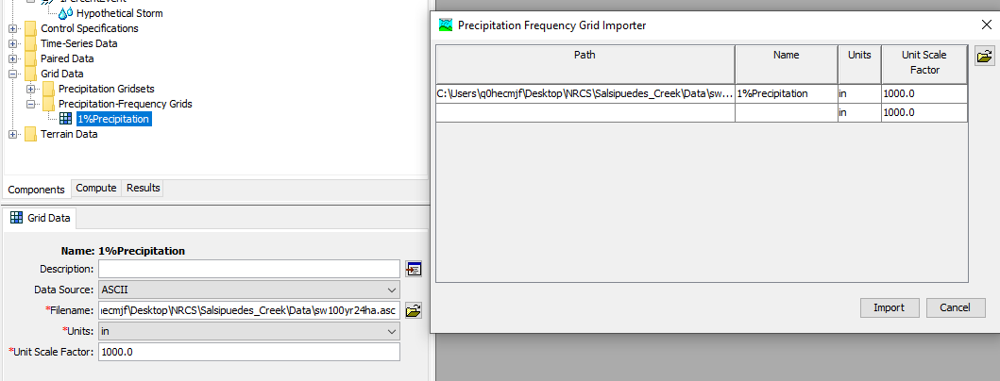 1PercentEvent
Hypothetical Storm
Control Specifications
Time-Series Data
Paired Data
Grid Data
Precipitation Gridsets
Precipitation-Frequency Grids
1%Precipitation
Terrain Data
Components Compute Results
Grid Data
Name: 1%Precipitation
Description:
Data Source: ASCII
*Filename: ecmjf\Desktop\NRCS\Salsipuedes_Creek\Data\sw100yr24ha.asc
*Units: in
*Unit Scale Factor: 1000.0
Precipitation Frequency Grid Importer
Path Name Units Unit Scale
Factor
C:\Users\q0hecmjf\Desktop\NRCS\Salsipuedes_Creek\Data\sw... 1%Precipitation in 1000.0
in 1000.0
Import Cancel